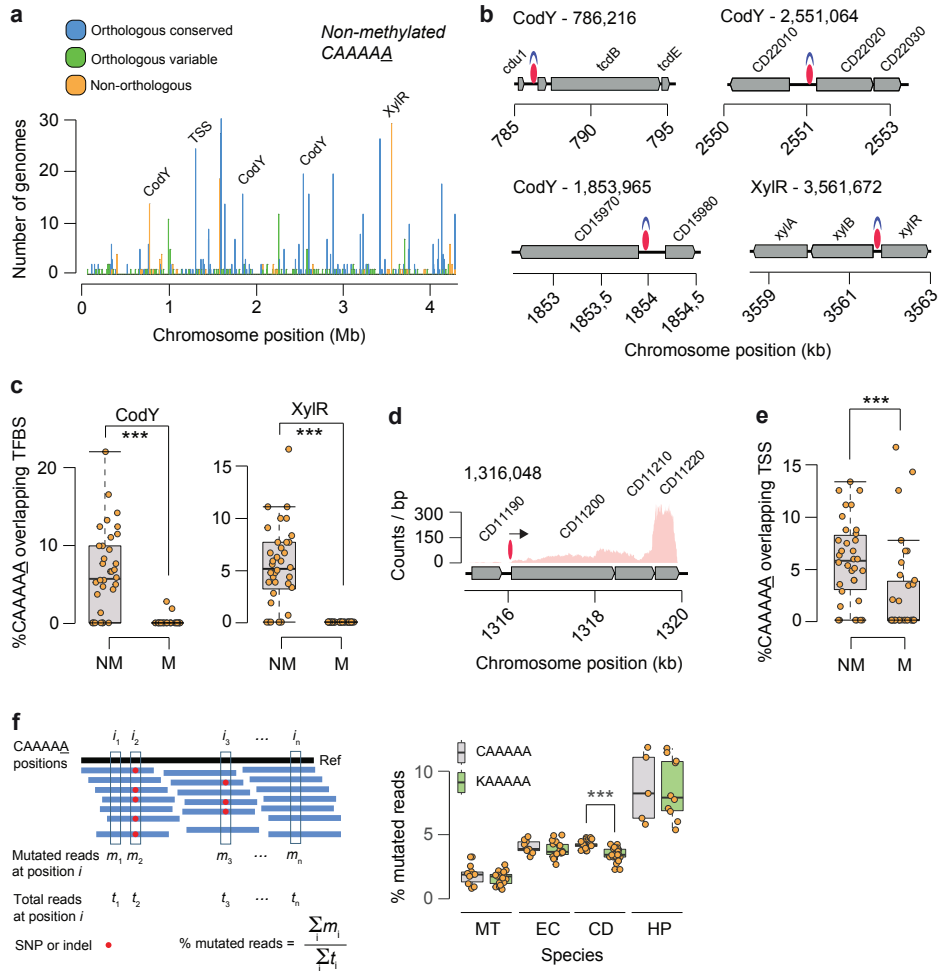 a
Orthologous conserved
Orthologous variable
Non-orthologous
Non-methylated
CAAAAA
Number of genomes
30
20
10
0
CodY
TSS
CodY
CodY
XylR
0
1
2
3
4
Chromosome position (Mb)
b
CodY - 786,216
cdu1
tcdB
tcdE
785
790
795
CodY - 2,551,064
CD22010
CD22020
CD22030
2550
2551
2553
CodY - 1,853,965
CD15970
CD15980
1853
1853,5
1854
1854,5
XylR - 3,561,672
xylA
xylB
xylR
3559
3561
3563
Chromosome position (kb)
c
%CAAAAA overlapping TFBS
CodY
***
20
10
0
NM
M
XylR
***
15
10
5
0
NM
M
d
1,316,048
CD11190
CD11200
CD11210
CD11220
Counts / bp
300
150
0
1316
1318
1320
Chromosome position (kb)
e
%CAAAAA overlapping TSS
***
15
10
5
0
NM
M
f
CAAAAA
positions
i1 i2 i3 ... in
Ref
Mutated reads
at position i
m1 m2 m3 ... mn
Total reads
at position i
t1 t2 t3 ... tn
SNP or indel
% mutated reads = ∑i mi / ∑i ti
% mutated reads
CAAAAA
KAAAAA
10
5
0
***
MT
EC
CD
HP
Species